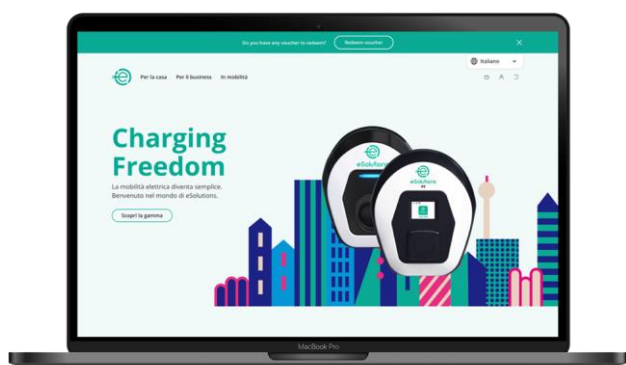 Do you have any voucher to redeem?
Redeem voucher
Italiano
Per la casa Per il business In mobilità
Charging
Freedom
La mobilità elettrica diventa semplice.
Benvenuto nel mondo di eSolutions.
Scopri la gamma
eSolutions
eSolutions
MacBook Pro